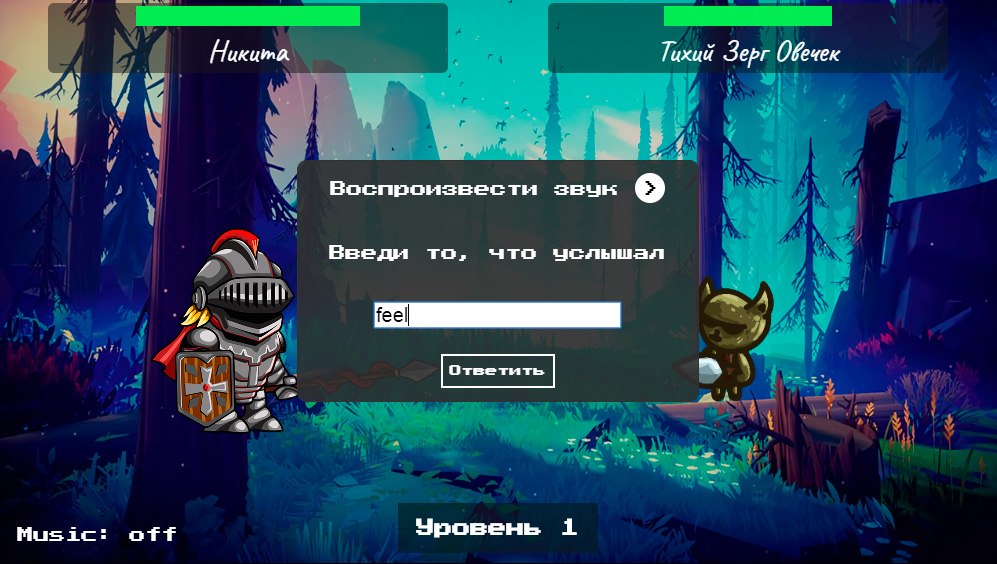 Никита
Тихий Зерг Овечек
Воспроизвести звук
Введи то, что услышал
feel
Ответить
Уровень 1
Music: off